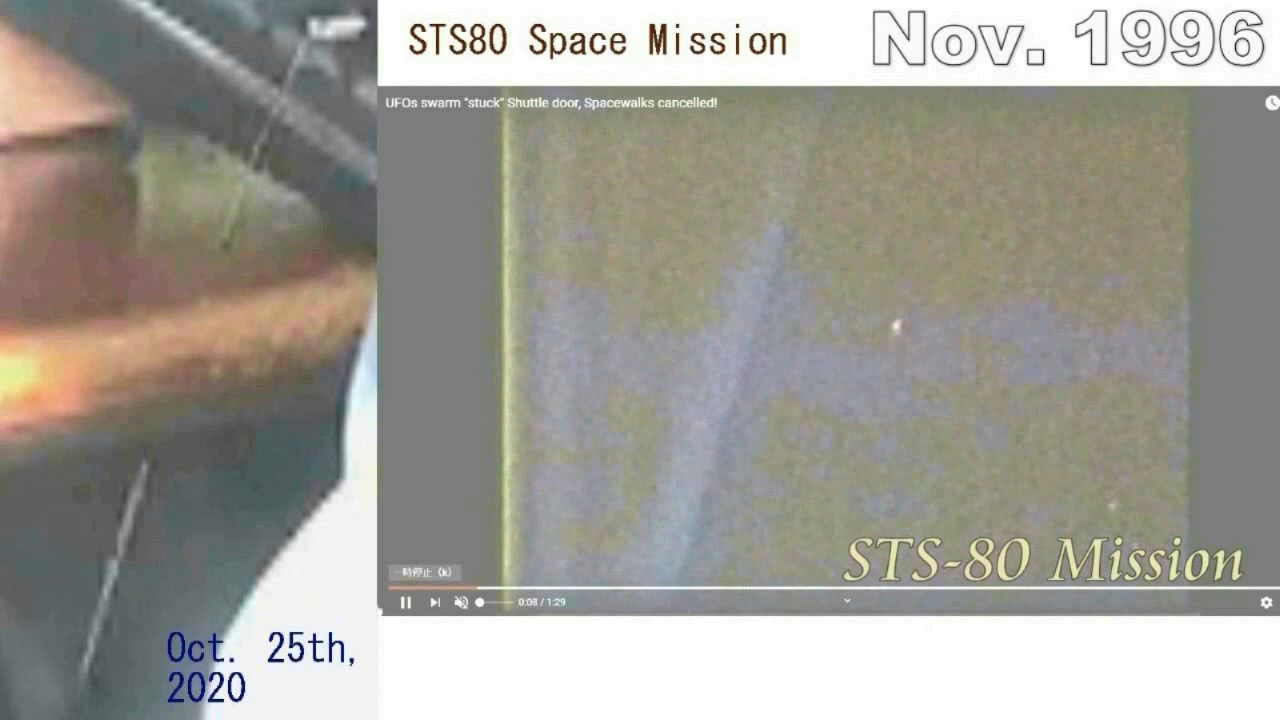 STS80 Space Mission
Nov. 1996
UFOs swarm "stuck" Shuttle door, Spacewalks cancelled!
STS-80 Mission
一時停止 (k)
0:08 / 1:29
Oct. 25th,
2020